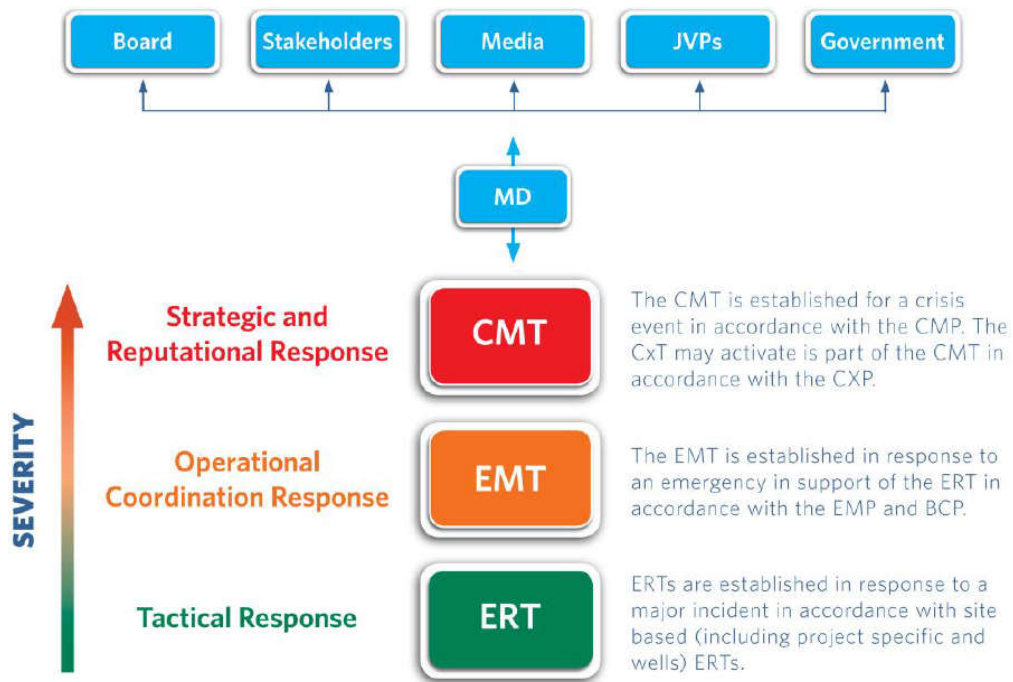 Board
Stakeholders
Media
JVPs
Government
MD
SEVERITY
Strategic and
Reputational Response
CMT
The CMT is established for a crisis
event in accordance with the CMP. The
CxT may activate is part of the CMT in
accordance with the CXP.
Operational
Coordination Response
EMT
The EMT is established in response to
an emergency in support of the ERT in
accordance with the EMP and BCP.
Tactical Response
ERT
ERTs are established in response to a
major incident in accordance with site
based (including project specific and
wells) ERTs.